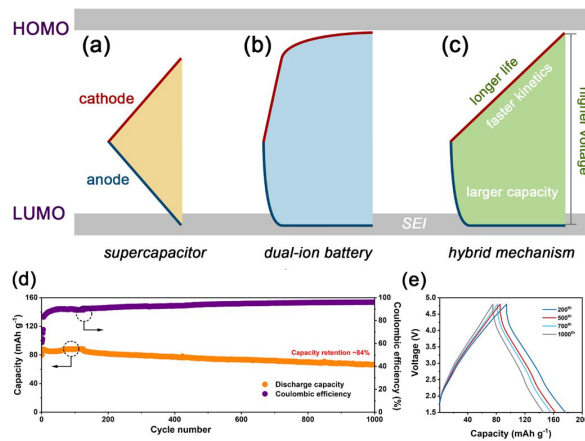 HOMO
(a)
(b)
(c)
cathode
anode
longer life
faster kinetics
higher voltage
larger capacity
LUMO
SEI
supercapacitor
dual-ion battery
hybrid mechanism
(d)
160
120
80
40
0
Capacity (mAh g⁻¹)
0
200
400
600
800
1000
Cycle number
100
80
60
40
20
0
Coulombic efficiency (%)
Capacity retention ~84%
Discharge capacity
Coulombic efficiency
(e)
5.0
4.5
4.0
3.5
3.0
2.5
2.0
1.5
Voltage (V)
0
40
80
120
160
200
Capacity (mAh g⁻¹)
200th
500th
700th
1000th